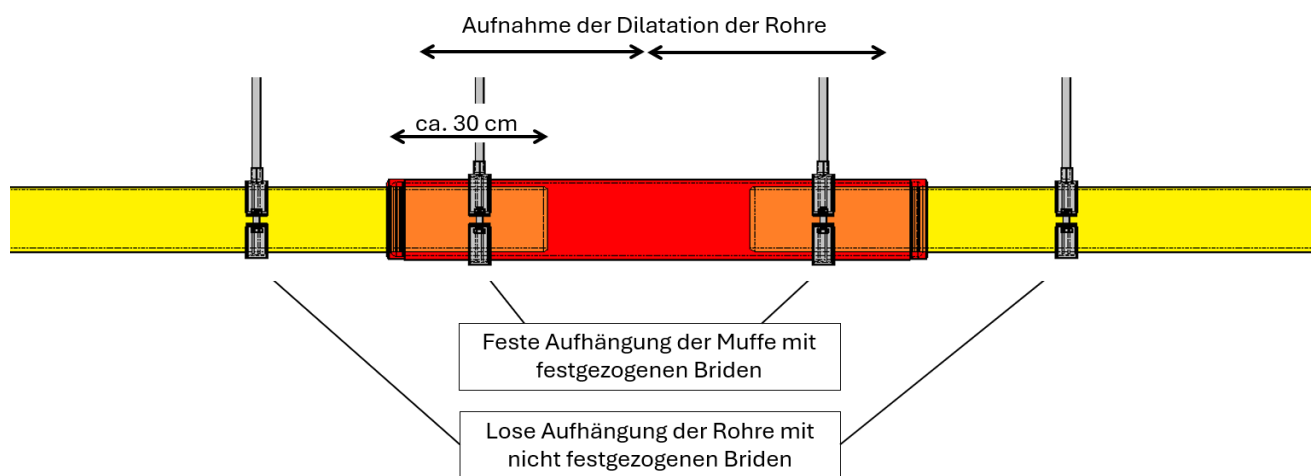 Aufnahme der Dilatation der Rohre
ca. 30 cm
Feste Aufhängung der Muffe mit
festgezogenen Briden
Lose Aufhängung der Rohre mit
nicht festgezogenen Briden